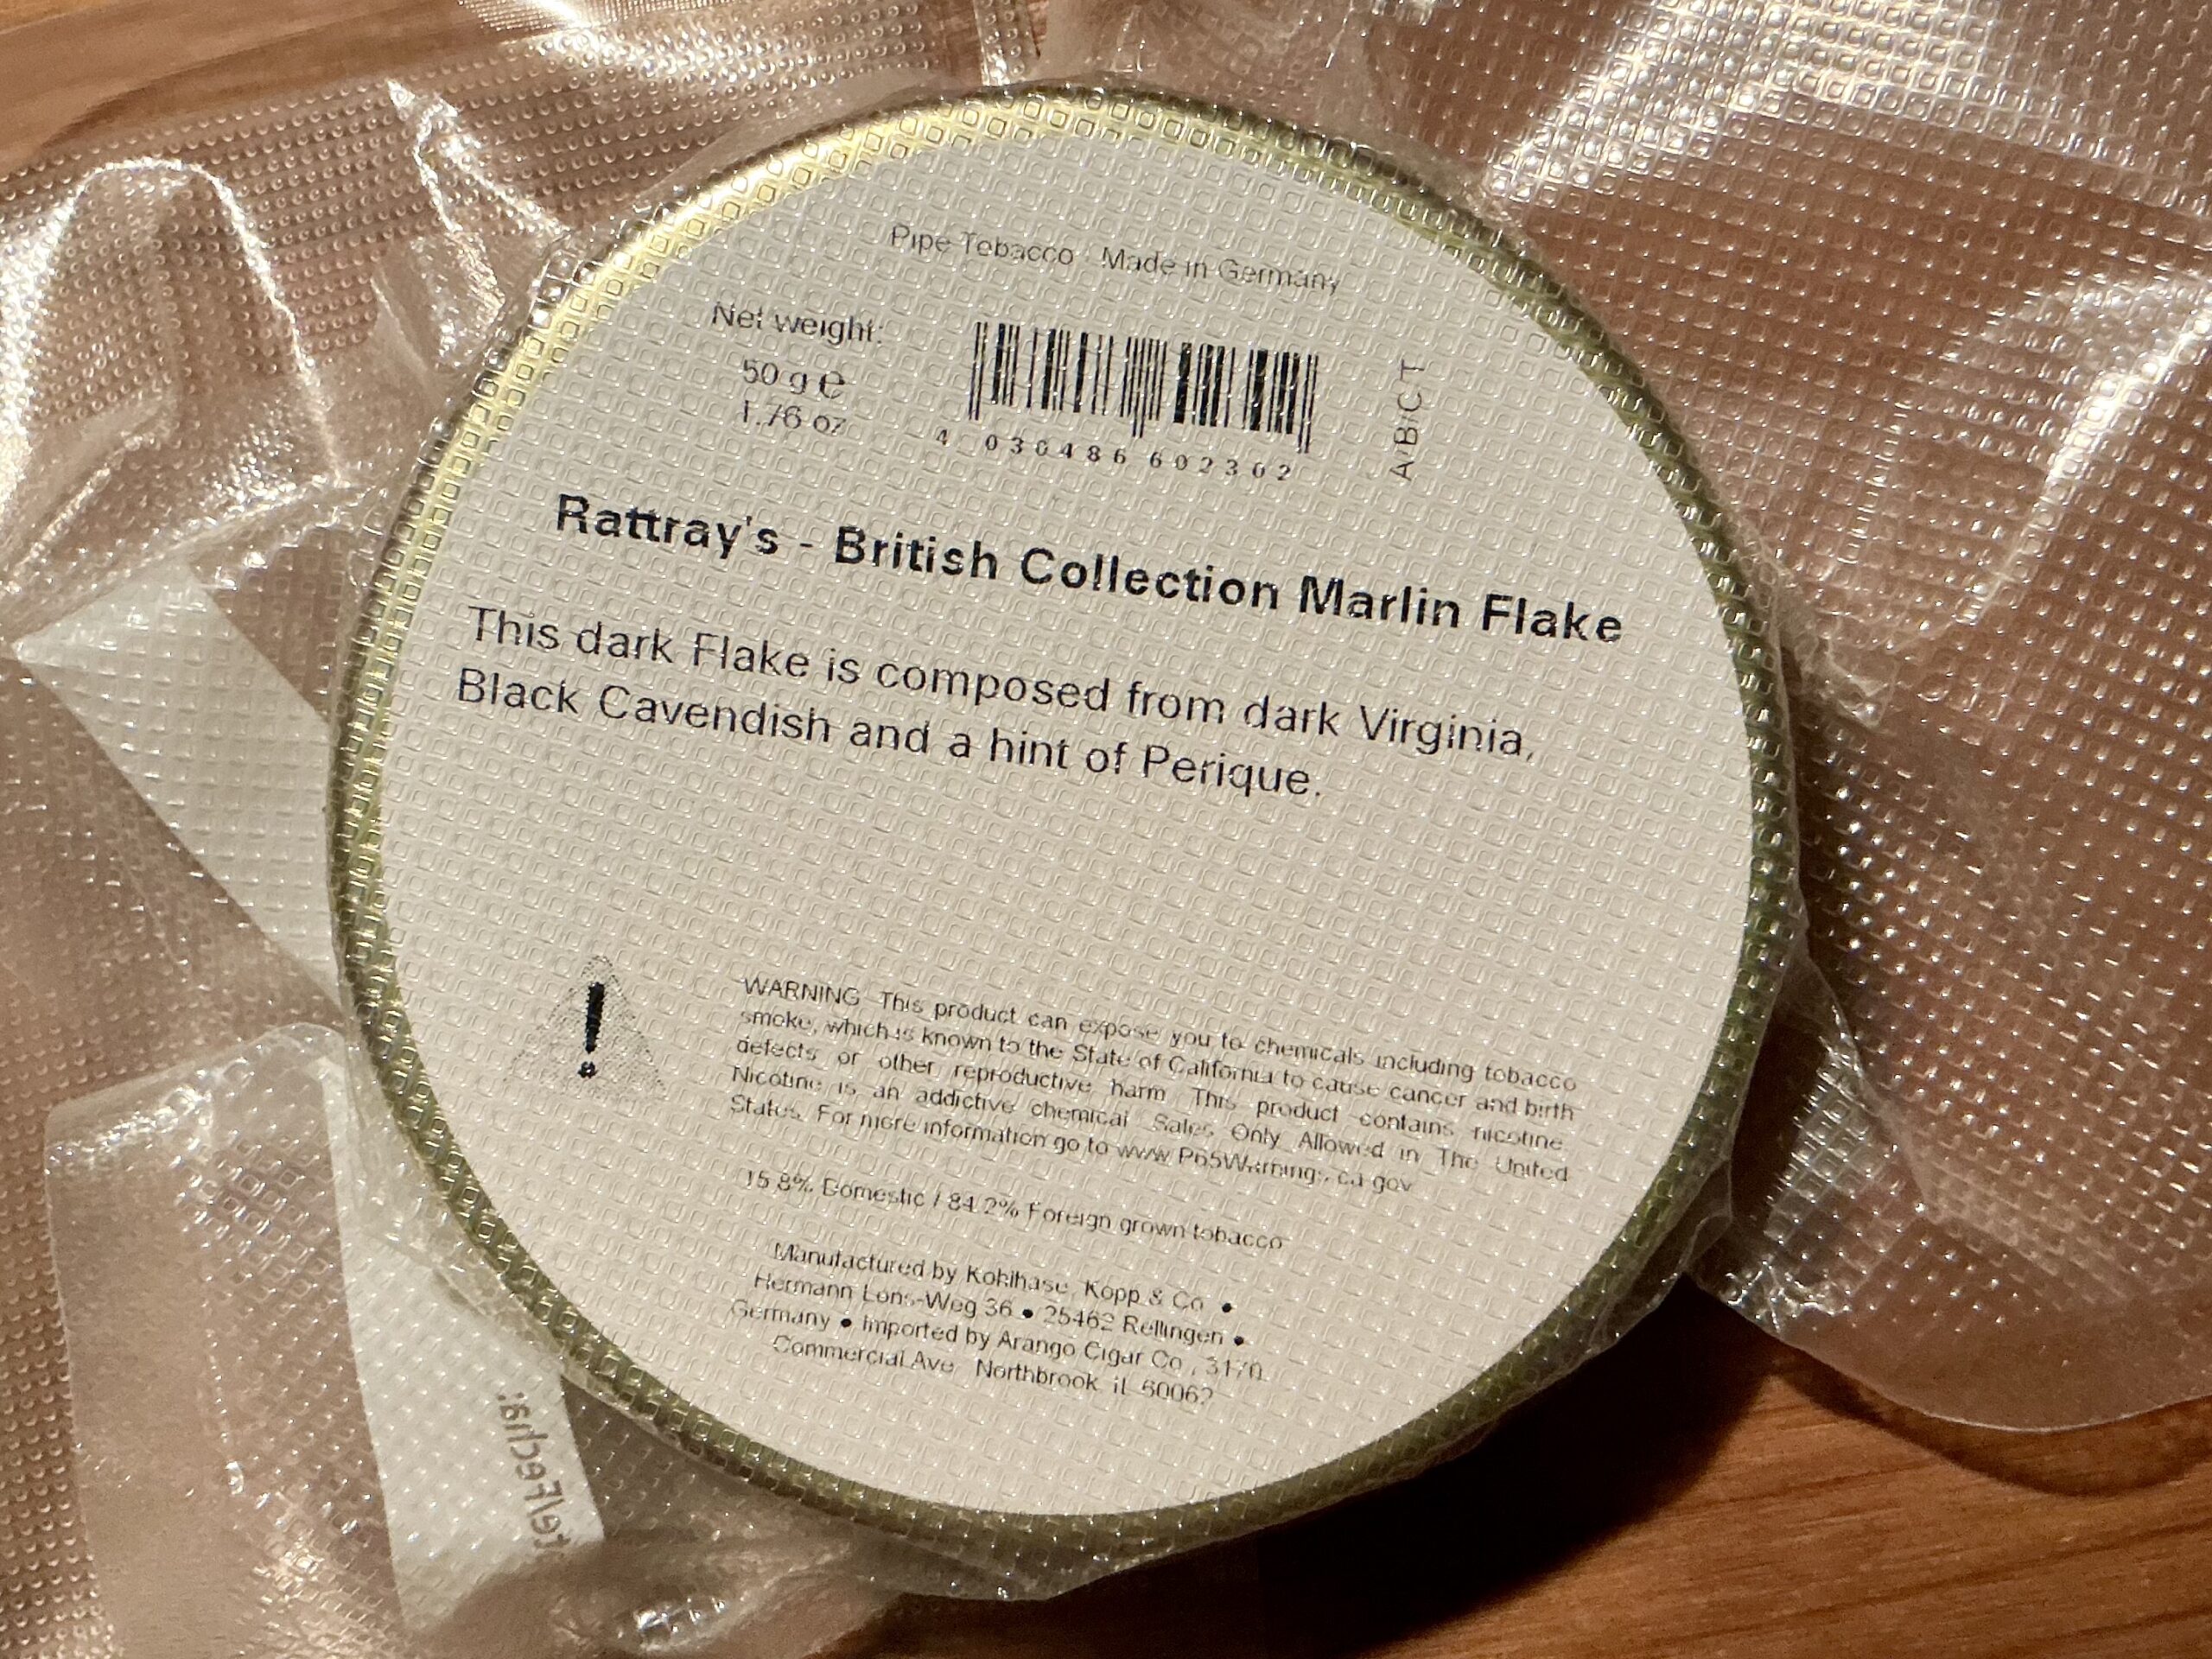 Pipe Tobacco · Made in Germany
Net weight:
50 g ℮
1.76 oz
4 030486 602362
A/B/C/T
Rattray's - British Collection Marlin Flake
This dark Flake is composed from dark Virginia,
Black Cavendish and a hint of Perique.
!
WARNING This product can expose you to chemicals including tobacco
smoke, which is known to the State of California to cause cancer and birth
defects or other reproductive harm This product contains nicotine
Nicotine is an addictive chemical Sales Only Allowed in The United
States. For more information go to www.P65Warnings.ca.gov
15.8% Domestic / 84.2% Foreign grown tobacco
Manufactured by Kohlhase, Kopp & Co. •
Hermann Löns-Weg 36 • 25462 Rellingen •
Germany • Imported by Arango Cigar Co., 3170
Commercial Ave Northbrook IL 60062
Fecha: